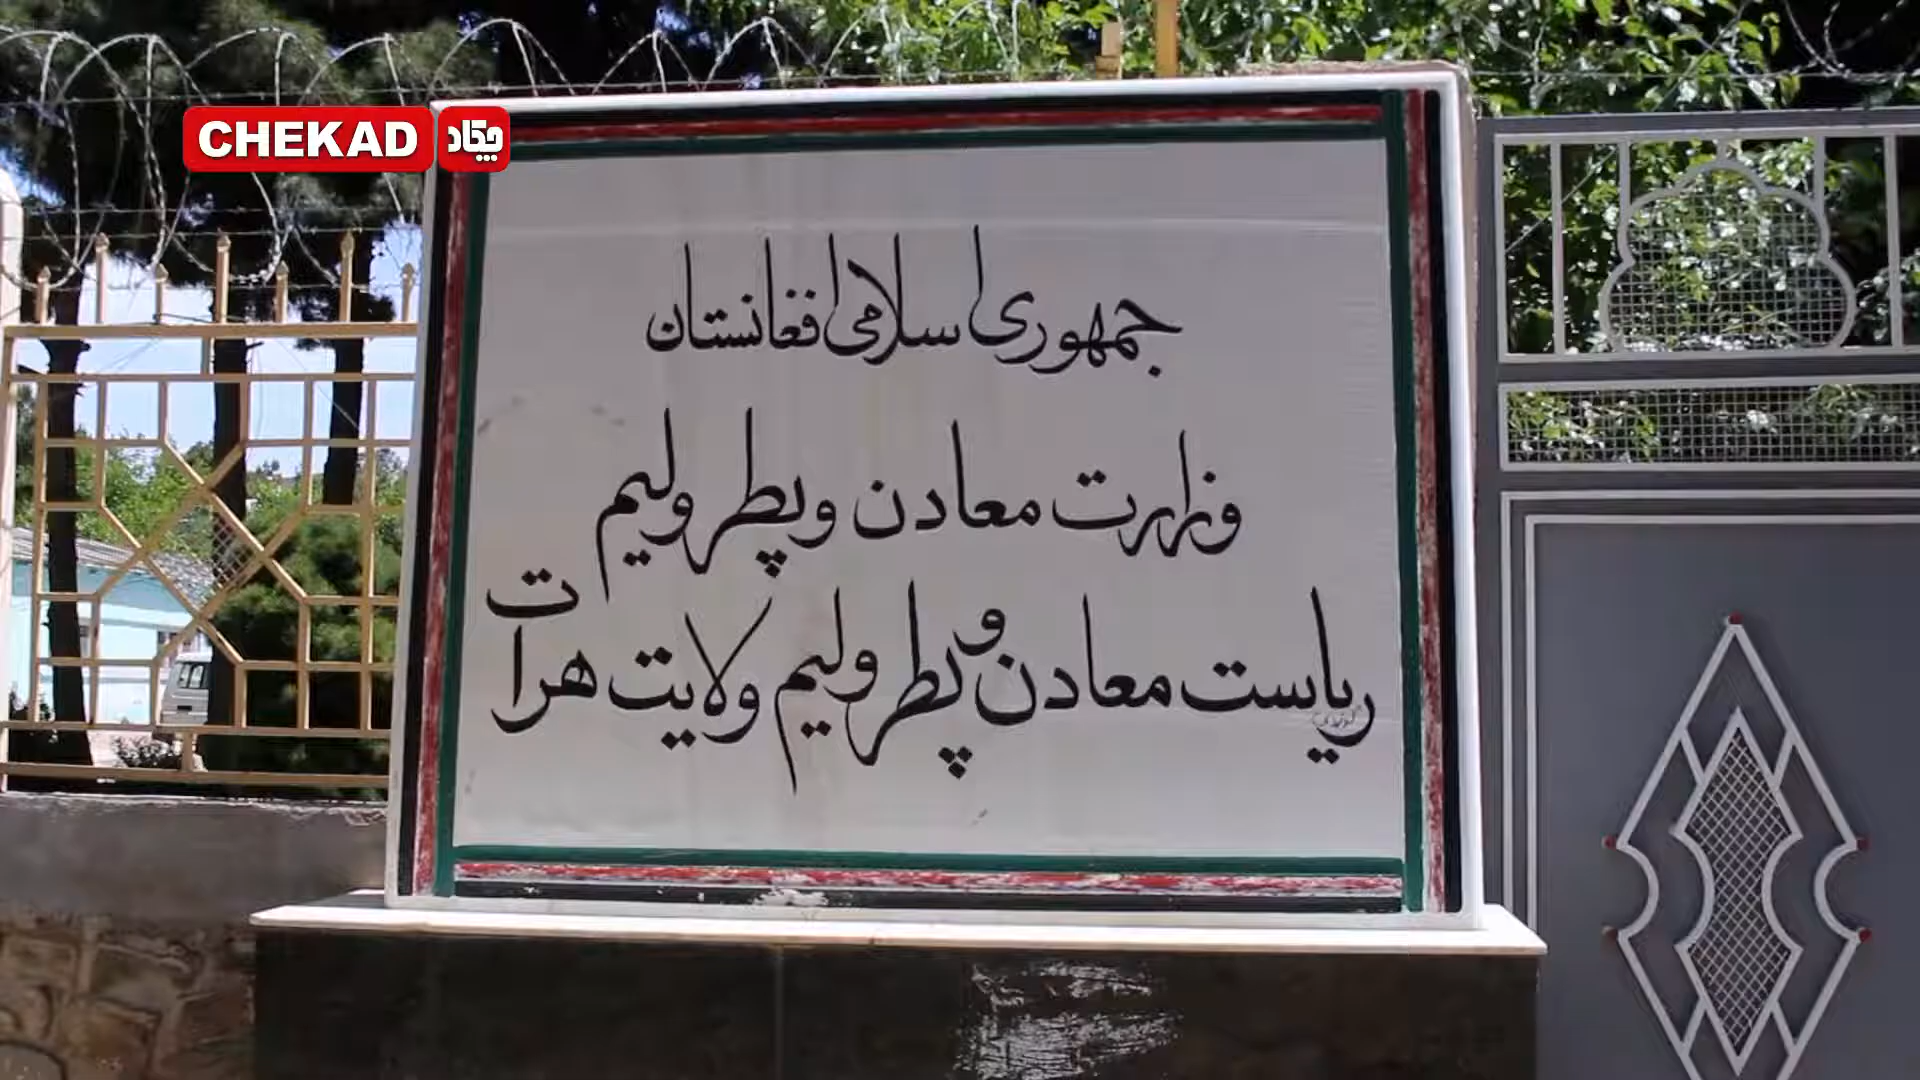 CHEKAD چکاد
جمهوری اسلامی افغانستان
وزارت معادن و پطرولیم
ریاست معادن و پطرولیم ولایت هرات